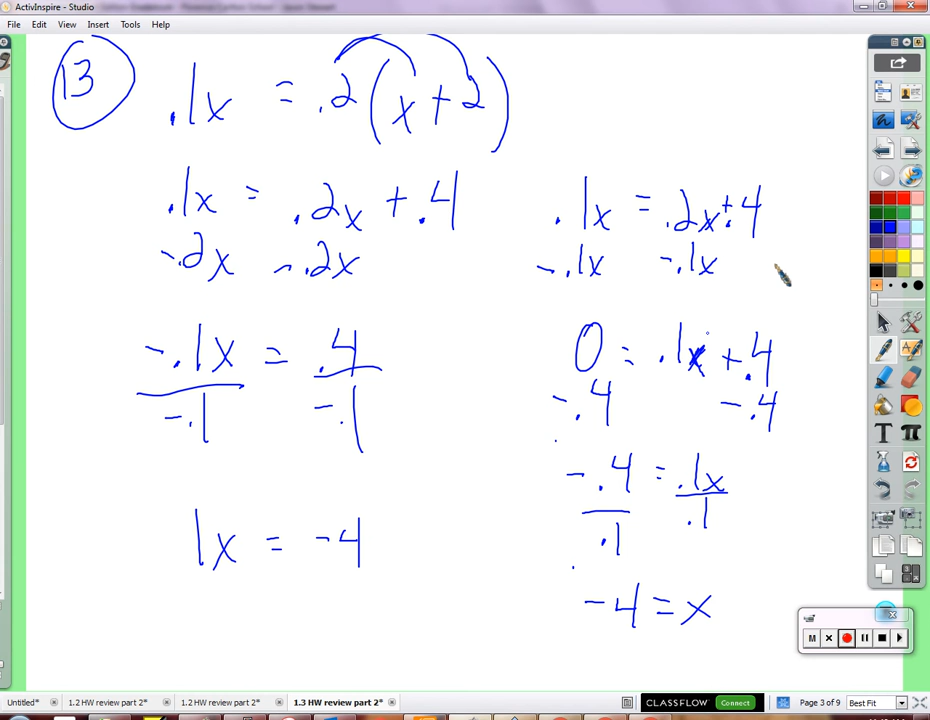 ActivInspire - Studio
File Edit View Insert Tools Help
13
.1x = .2(x+2)
.1x = .2x + .4
-.2x -.2x
-.1x = .4
-.1 -.1
1x = -4
.1x = .2x+.4
-.1x -.1x
0 = .1x + .4
-.4 -.4
-.4 = .1x
.1 .1
-4 = x
M
Untitled* 1.2 HW review part 2* 1.2 HW review part 2* 1.3 HW review part 2* CLASSFLOW Connect Page 3 of 9 Best Fit